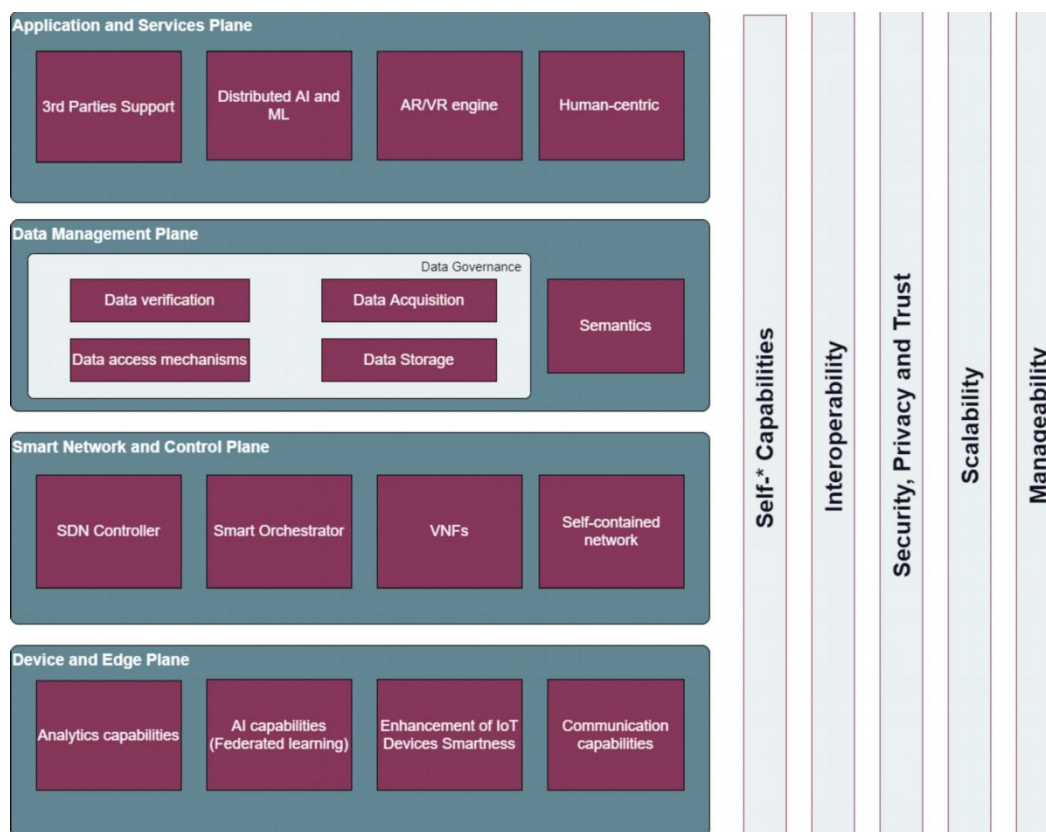 Application and Services Plane
3rd Parties Support
Distributed AI and
ML
AR/VR engine
Human-centric
Data Management Plane
Data Governance
Data verification
Data Acquisition
Data access mechanisms
Data Storage
Semantics
Smart Network and Control Plane
SDN Controller
Smart Orchestrator
VNFs
Self-contained
network
Device and Edge Plane
Analytics capabilities
AI capabilities
(Federated learning)
Enhancement of IoT
Devices Smartness
Communication
capabilities
Self-* Capabilities
Interoperability
Security, Privacy and Trust
Scalability
Manageability